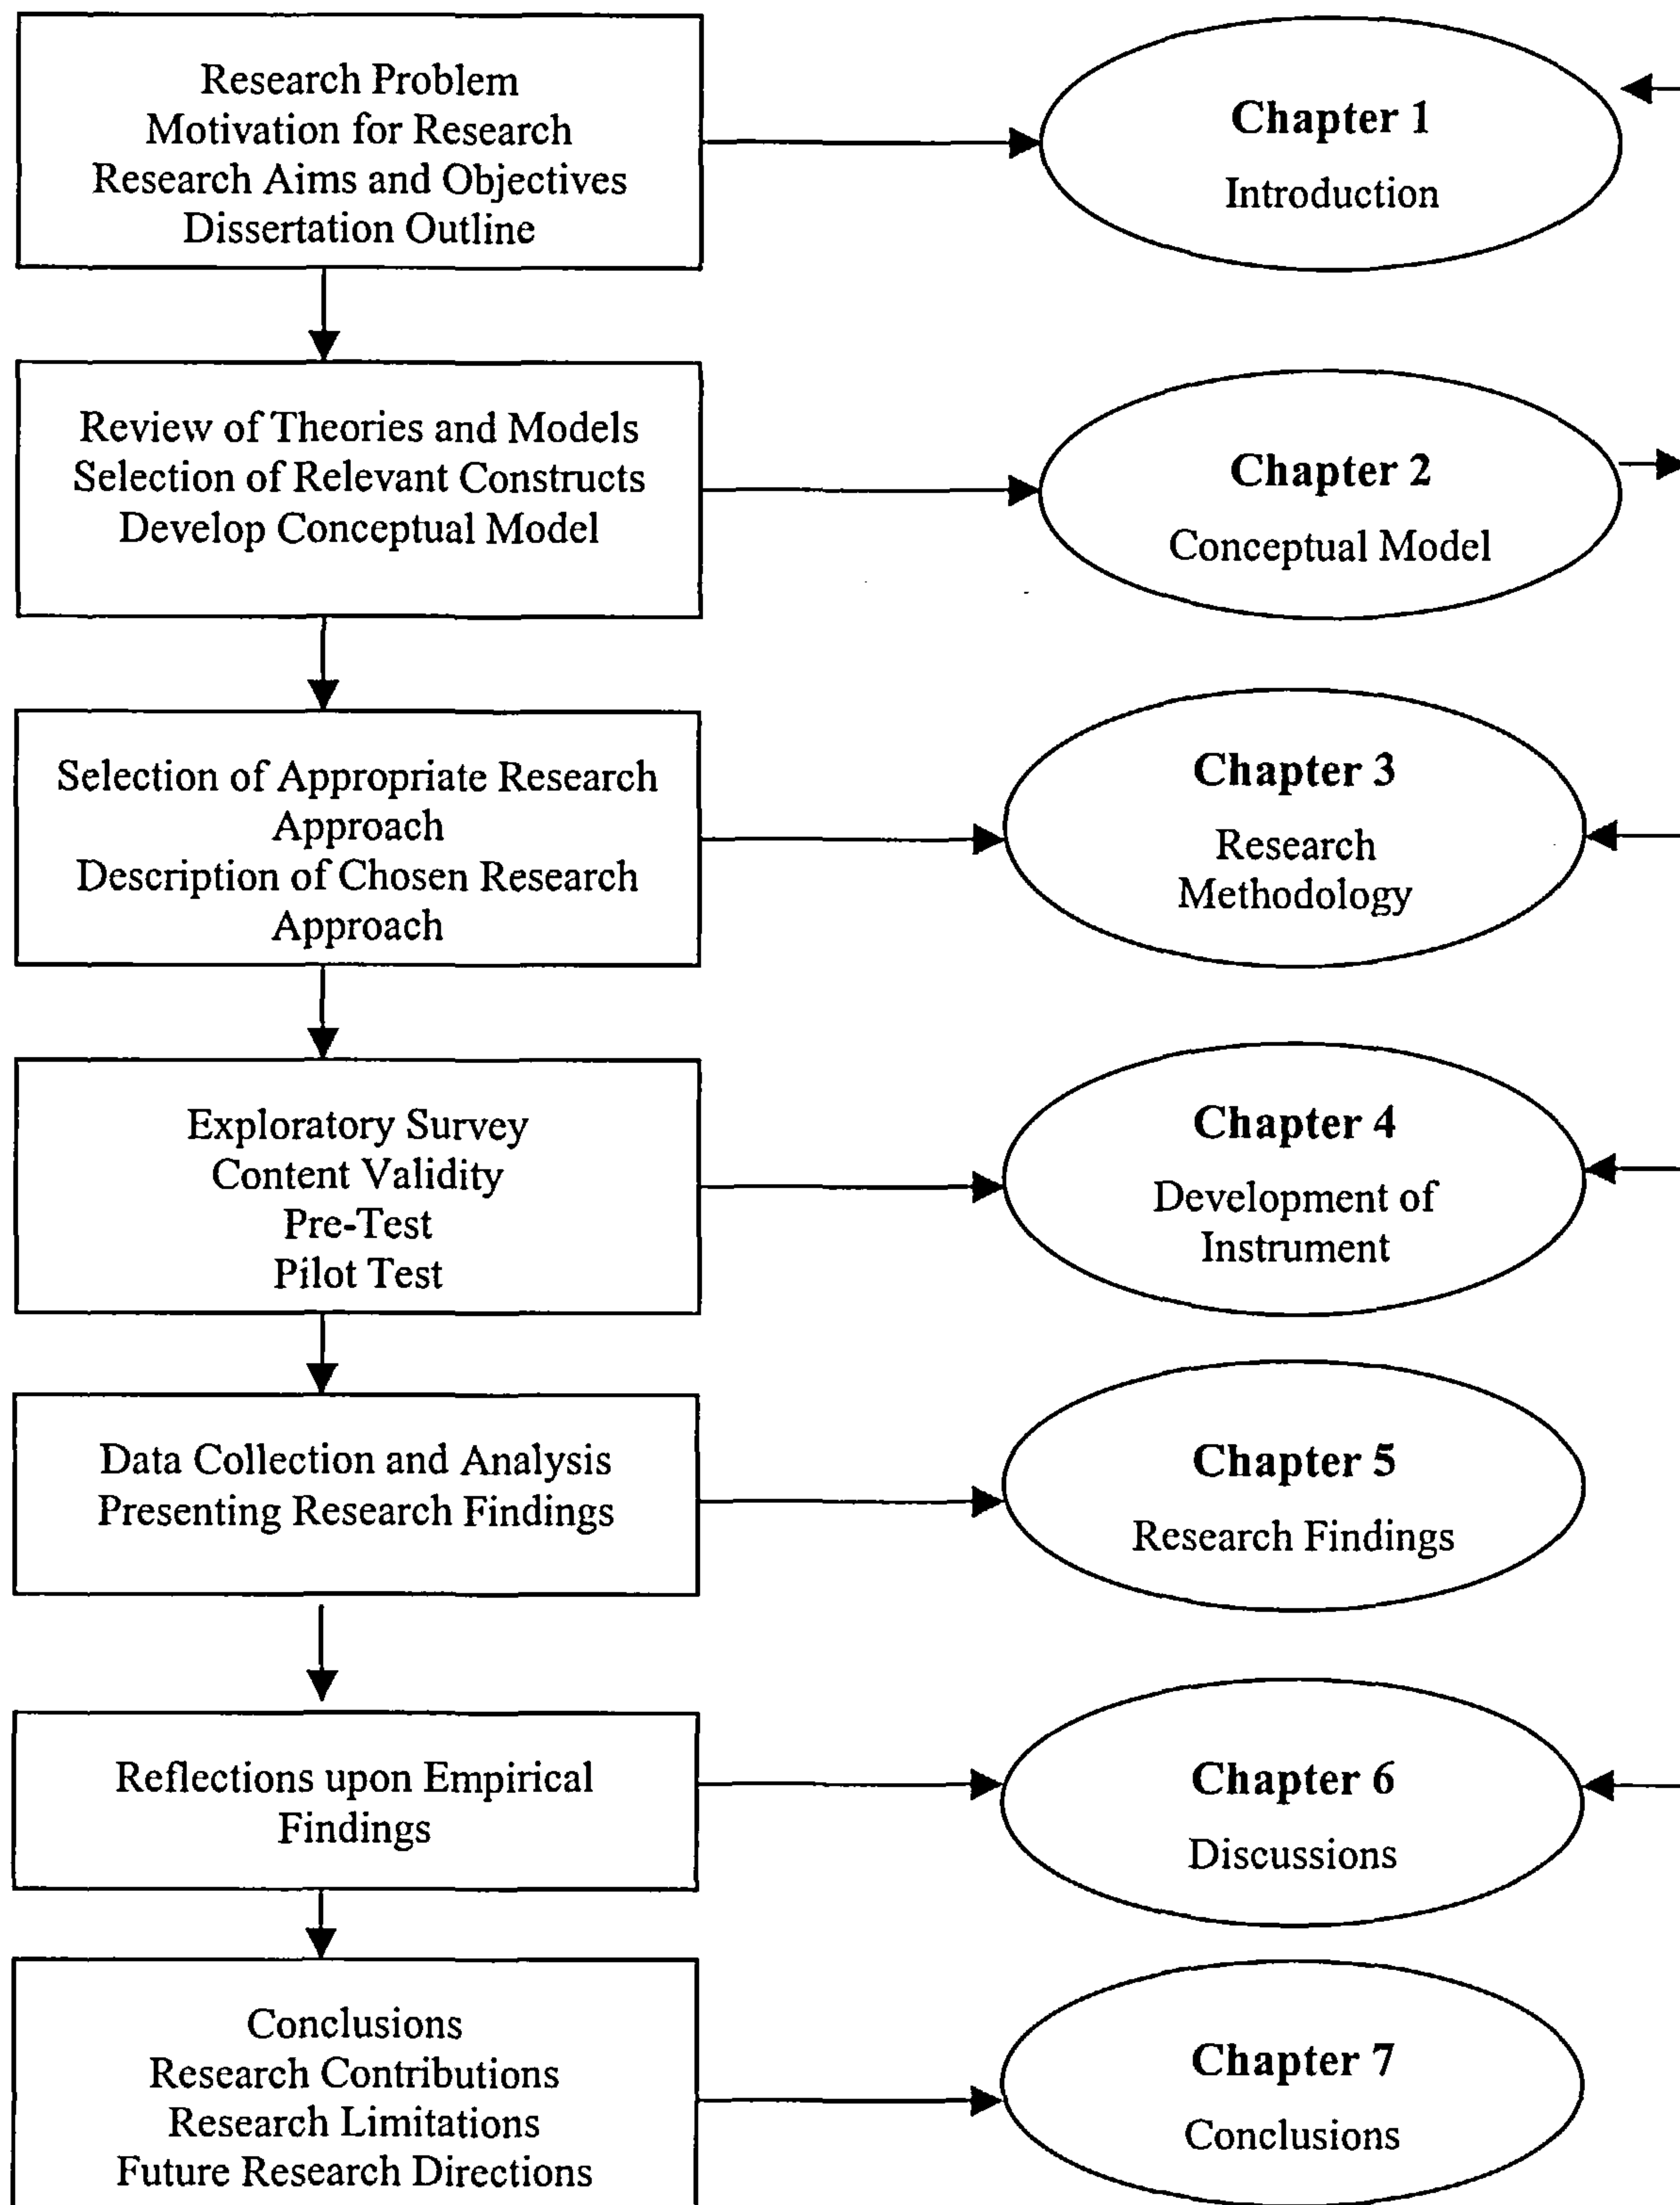 Research Problem
Motivation for Research
Research Aims and Objectives
Dissertation Outline
Chapter 1
Introduction
Review of Theories and Models
Selection of Relevant Constructs
Develop Conceptual Model
Chapter 2
Conceptual Model
Selection of Appropriate Research
Approach
Description of Chosen Research
Approach
Chapter 3
Research
Methodology
Exploratory Survey
Content Validity
Pre-Test
Pilot Test
Chapter 4
Development of
Instrument
Data Collection and Analysis
Presenting Research Findings
Chapter 5
Research Findings
Reflections upon Empirical
Findings
Chapter 6
Discussions
Conclusions
Research Contributions
Research Limitations
Future Research Directions
Chapter 7
Conclusions